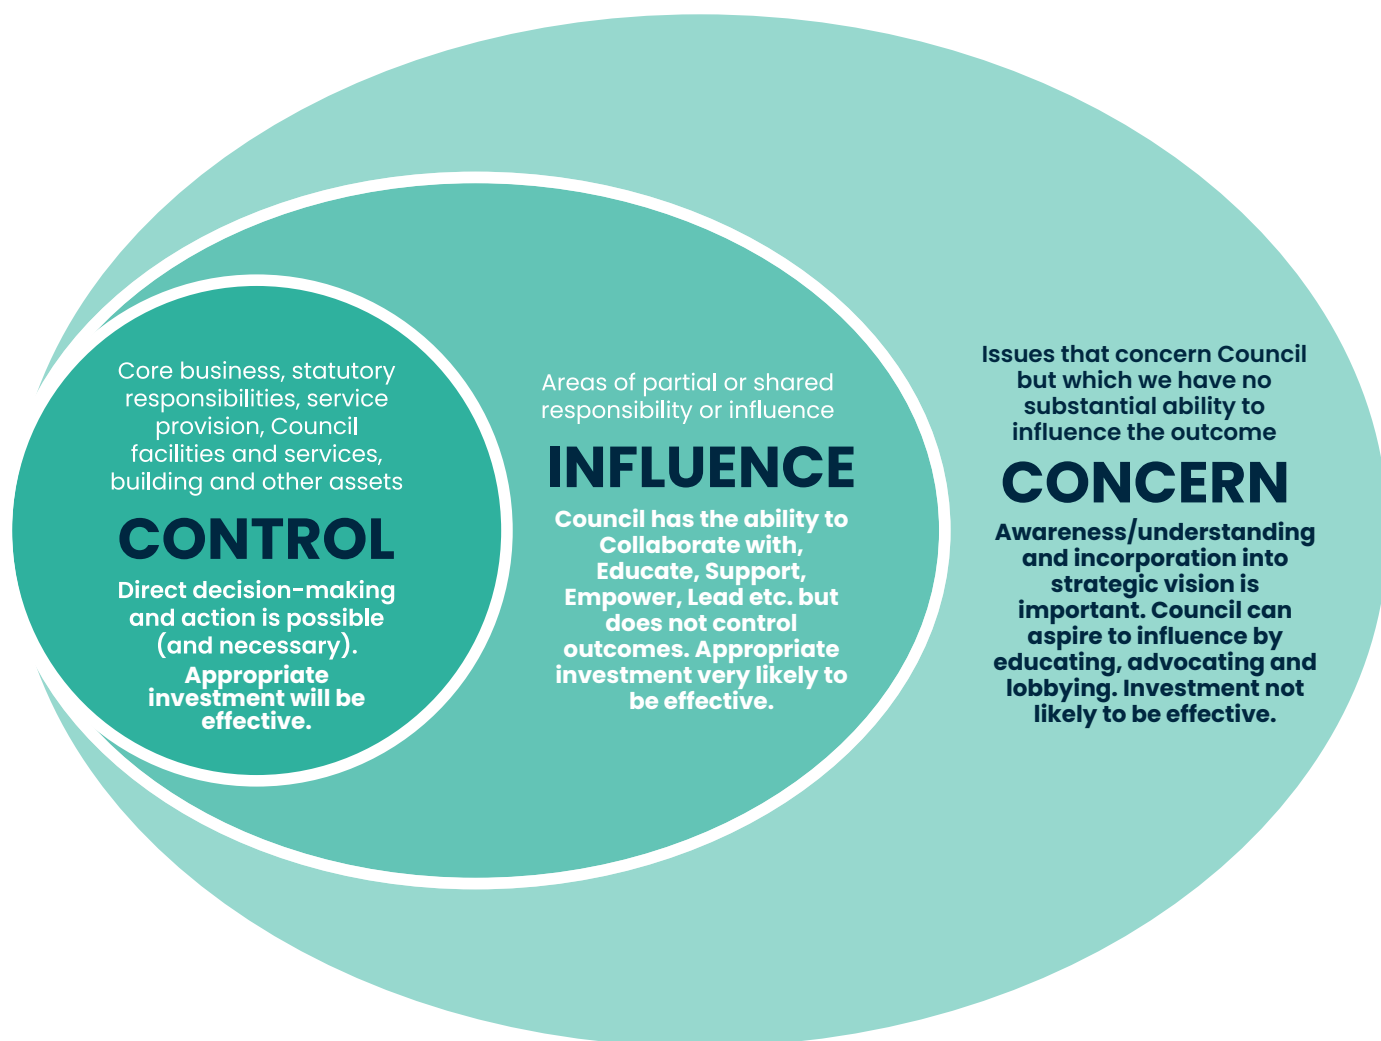 Core business, statutory
responsibilities, service
provision, Council
facilities and services,
building and other assets
CONTROL
Direct decision-making
and action is possible
(and necessary).
Appropriate
investment will be
effective.
Areas of partial or shared
responsibility or influence
INFLUENCE
Council has the ability to
Collaborate with,
Educate, Support,
Empower, Lead etc. but
does not control
outcomes. Appropriate
investment very likely to
be effective.
Issues that concern Council
but which we have no
substantial ability to
influence the outcome
CONCERN
Awareness/understanding
and incorporation into
strategic vision is
important. Council can
aspire to influence by
educating, advocating and
lobbying. Investment not
likely to be effective.